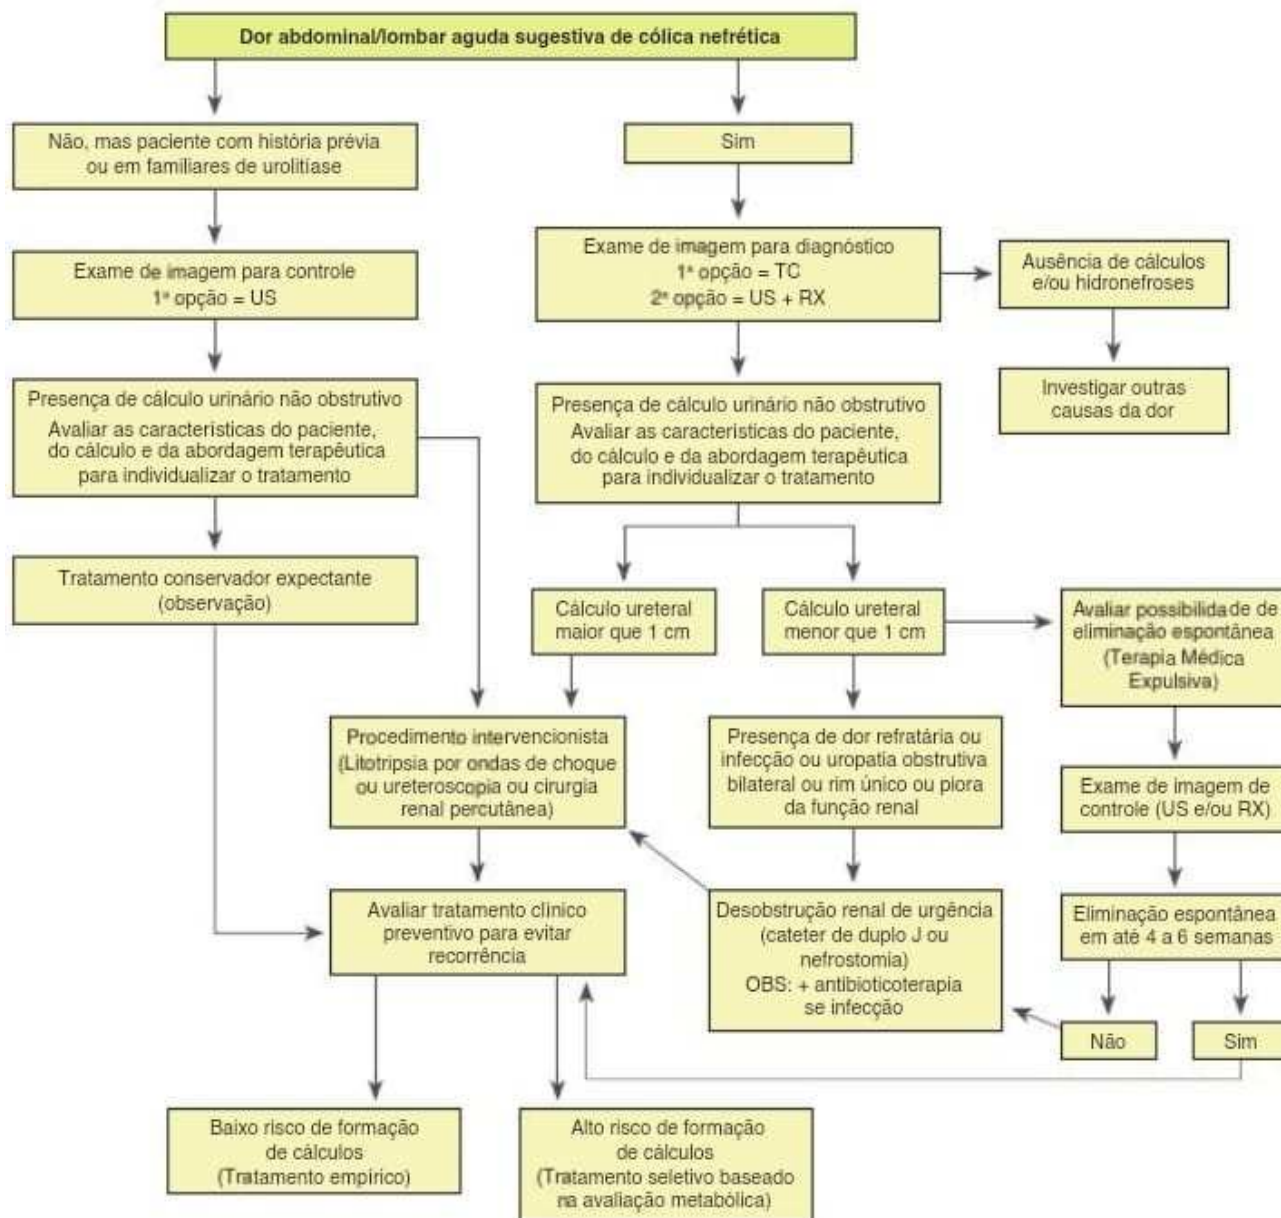 Dor abdominal/lombar aguda sugestiva de cólica nefrética
Não, mas paciente com história prévia
ou em familiares de urolitíase
Sim
Exame de imagem para controle
1ª opção = US
Exame de imagem para diagnóstico
1ª opção = TC
2ª opção = US + RX
Ausência de cálculos
e/ou hidronefroses
Investigar outras
causas da dor
Presença de cálculo urinário não obstrutivo
Avaliar as características do paciente,
do cálculo e da abordagem terapêutica
para individualizar o tratamento
Presença de cálculo urinário não obstrutivo
Avaliar as características do paciente,
do cálculo e da abordagem terapêutica
para individualizar o tratamento
Tratamento conservador expectante
(observação)
Cálculo ureteral
maior que 1 cm
Cálculo ureteral
menor que 1 cm
Avaliar possibilidade de
eliminação espontânea
(Terapia Médica
Expulsiva)
Procedimento intervencionista
(Litotripsia por ondas de choque
ou ureteroscopia ou cirurgia
renal percutânea)
Presença de dor refratária ou
infecção ou uropatia obstrutiva
bilateral ou rim único ou piora
da função renal
Exame de imagem de
controle (US e/ou RX)
Avaliar tratamento clínico
preventivo para evitar
recorrência
Desobstrução renal de urgência
(cateter de duplo J ou
nefrostomia)
OBS: + antibioticoterapia
se infecção
Eliminação espontânea
em até 4 a 6 semanas
Não
Sim
Baixo risco de formação
de cálculos
(Tratamento empírico)
Alto risco de formação
de cálculos
(Tratamento seletivo baseado
na avaliação metabólica)